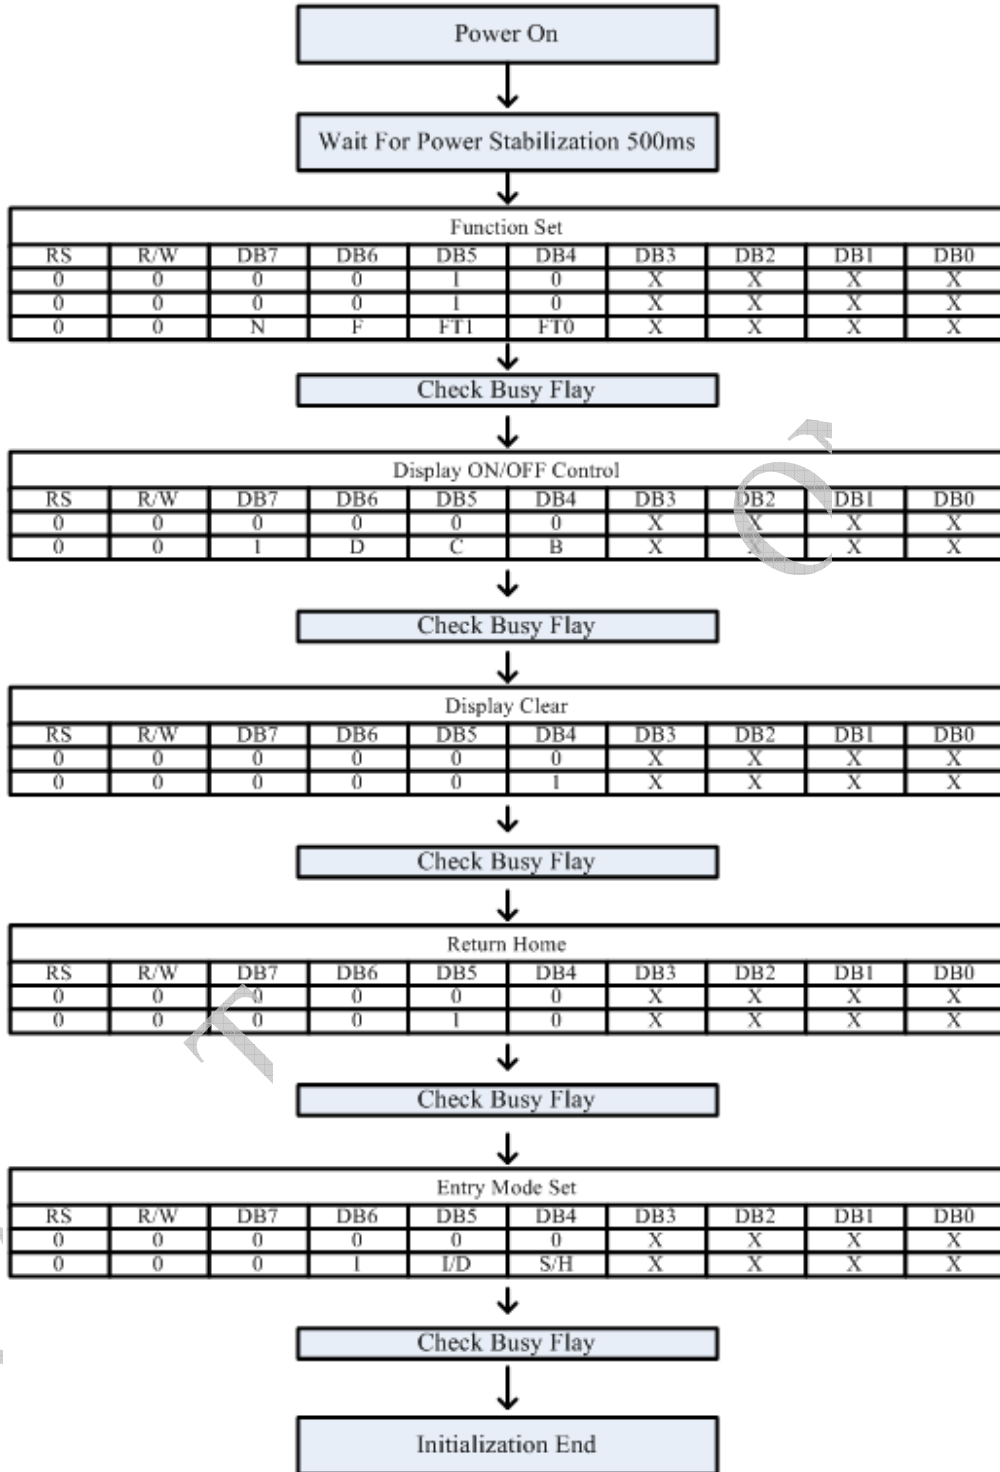 Power On
Wait For Power Stabilization 500ms
Function Set
RS R/W DB7 DB6 DB5 DB4 DB3 DB2 DB1 DB0
0 0 0 0 1 0 X X X X
0 0 0 0 1 0 X X X X
0 0 N F FT1 FT0 X X X X
Check Busy Flay
Display ON/OFF Control
RS R/W DB7 DB6 DB5 DB4 DB3 DB2 DB1 DB0
0 0 0 0 0 0 X X X X
0 0 1 D C B X X X X
Check Busy Flay
Display Clear
RS R/W DB7 DB6 DB5 DB4 DB3 DB2 DB1 DB0
0 0 0 0 0 0 X X X X
0 0 0 0 0 1 X X X X
Check Busy Flay
Return Home
RS R/W DB7 DB6 DB5 DB4 DB3 DB2 DB1 DB0
0 0 0 0 0 0 X X X X
0 0 0 0 1 0 X X X X
Check Busy Flay
Entry Mode Set
RS R/W DB7 DB6 DB5 DB4 DB3 DB2 DB1 DB0
0 0 0 0 0 0 X X X X
0 0 0 1 I/D S/H X X X X
Check Busy Flay
Initialization End